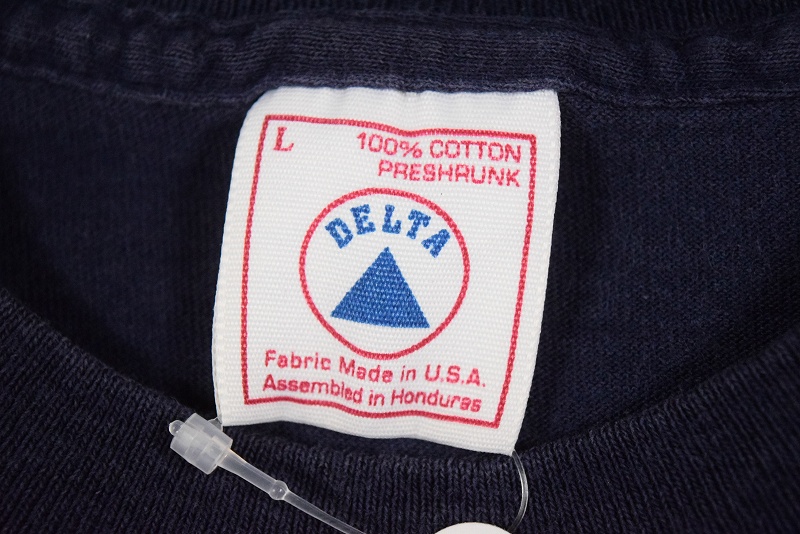 L
100% COTTON
PRESHRUNK
DELTA
Fabric Made in U.S.A.
Assembled in Honduras